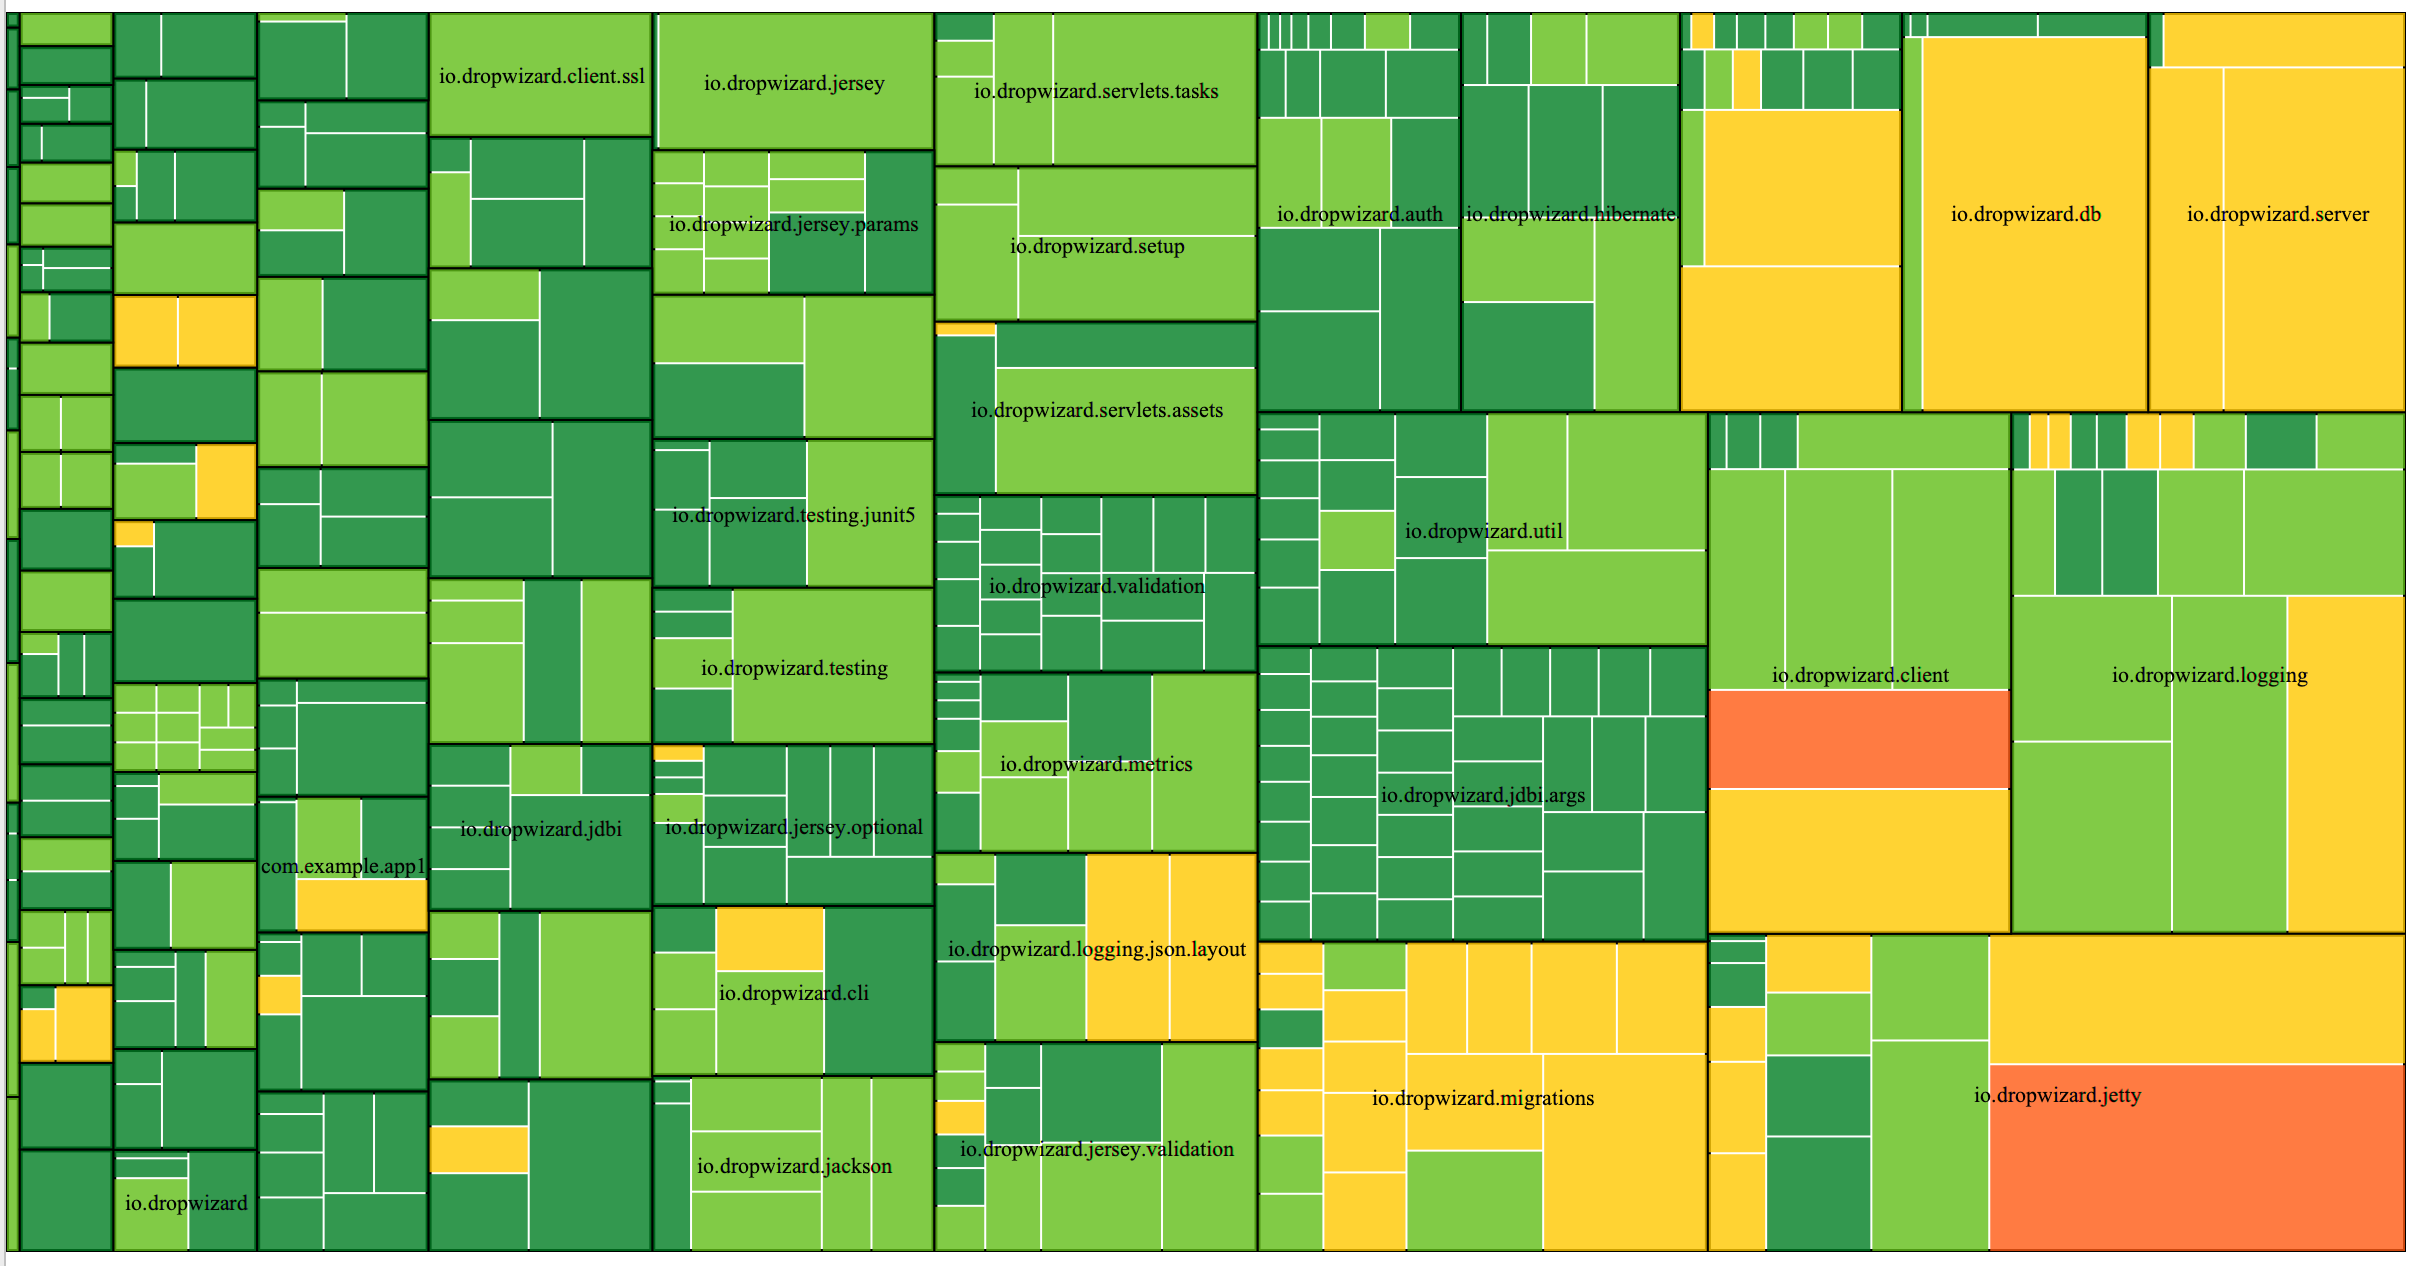 io.dropwizard.client.ssl
io.dropwizard.jersey
io.dropwizard.servlets.tasks
io.dropwizard.auth
io.dropwizard.hibernate
io.dropwizard.db
io.dropwizard.server
io.dropwizard.jersey.params
io.dropwizard.setup
io.dropwizard.servlets.assets
io.dropwizard.testing.junit5
io.dropwizard.util
io.dropwizard.validation
io.dropwizard.testing
io.dropwizard.client
io.dropwizard.logging
io.dropwizard.metrics
io.dropwizard.jdbi.args
io.dropwizard.jdbi
io.dropwizard.jersey.optional
com.example.app1
io.dropwizard.logging.json.layout
io.dropwizard.cli
io.dropwizard.migrations
io.dropwizard.jetty
io.dropwizard.jersey.validation
io.dropwizard.jackson
io.dropwizard